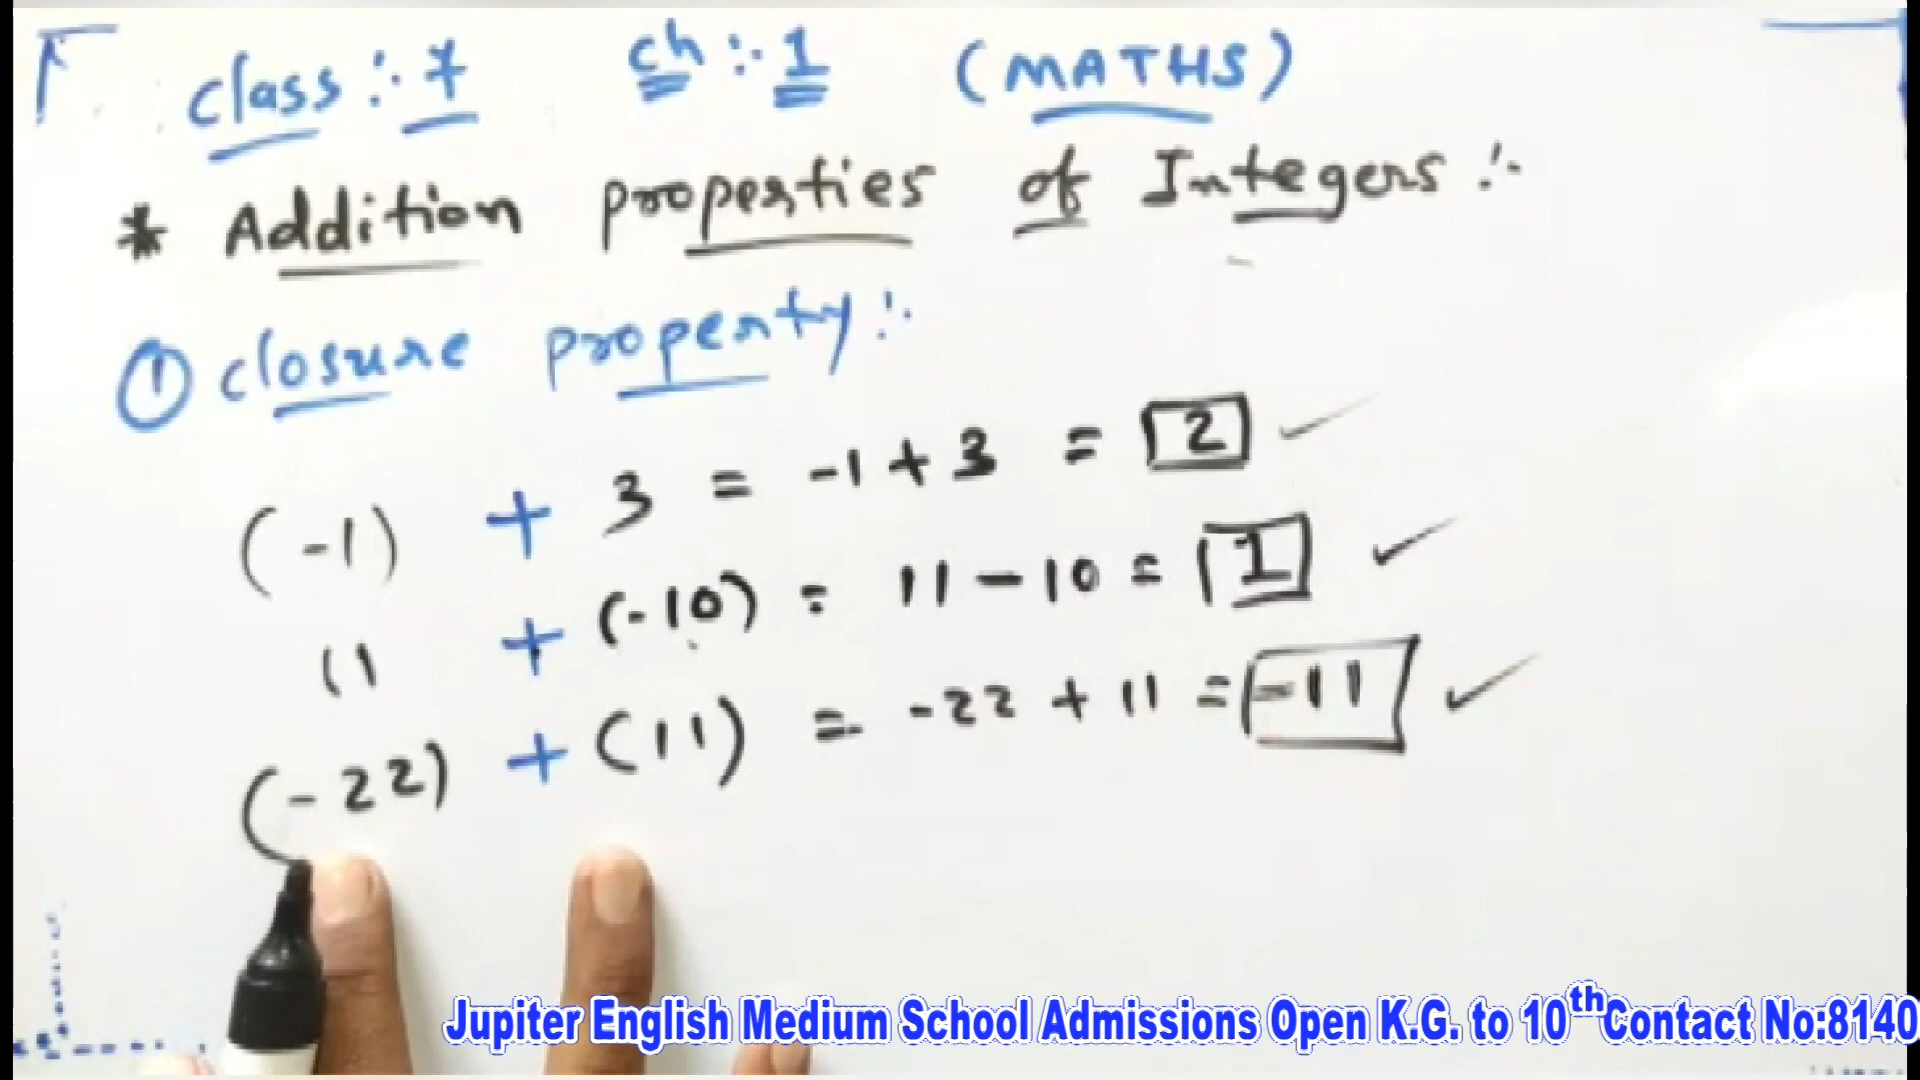 class:- 7 ch:- 1 (MATHS)
* Addition properties of Integers:-
① closure property:-
(-1) + 3 = -1 + 3 = 2 ✓
11 + (-10) = 11 - 10 = 1 ✓
(-22) + (11) = -22 + 11 = -11 ✓
Jupiter English Medium School Admissions Open K.G. to 10th Contact No:8140